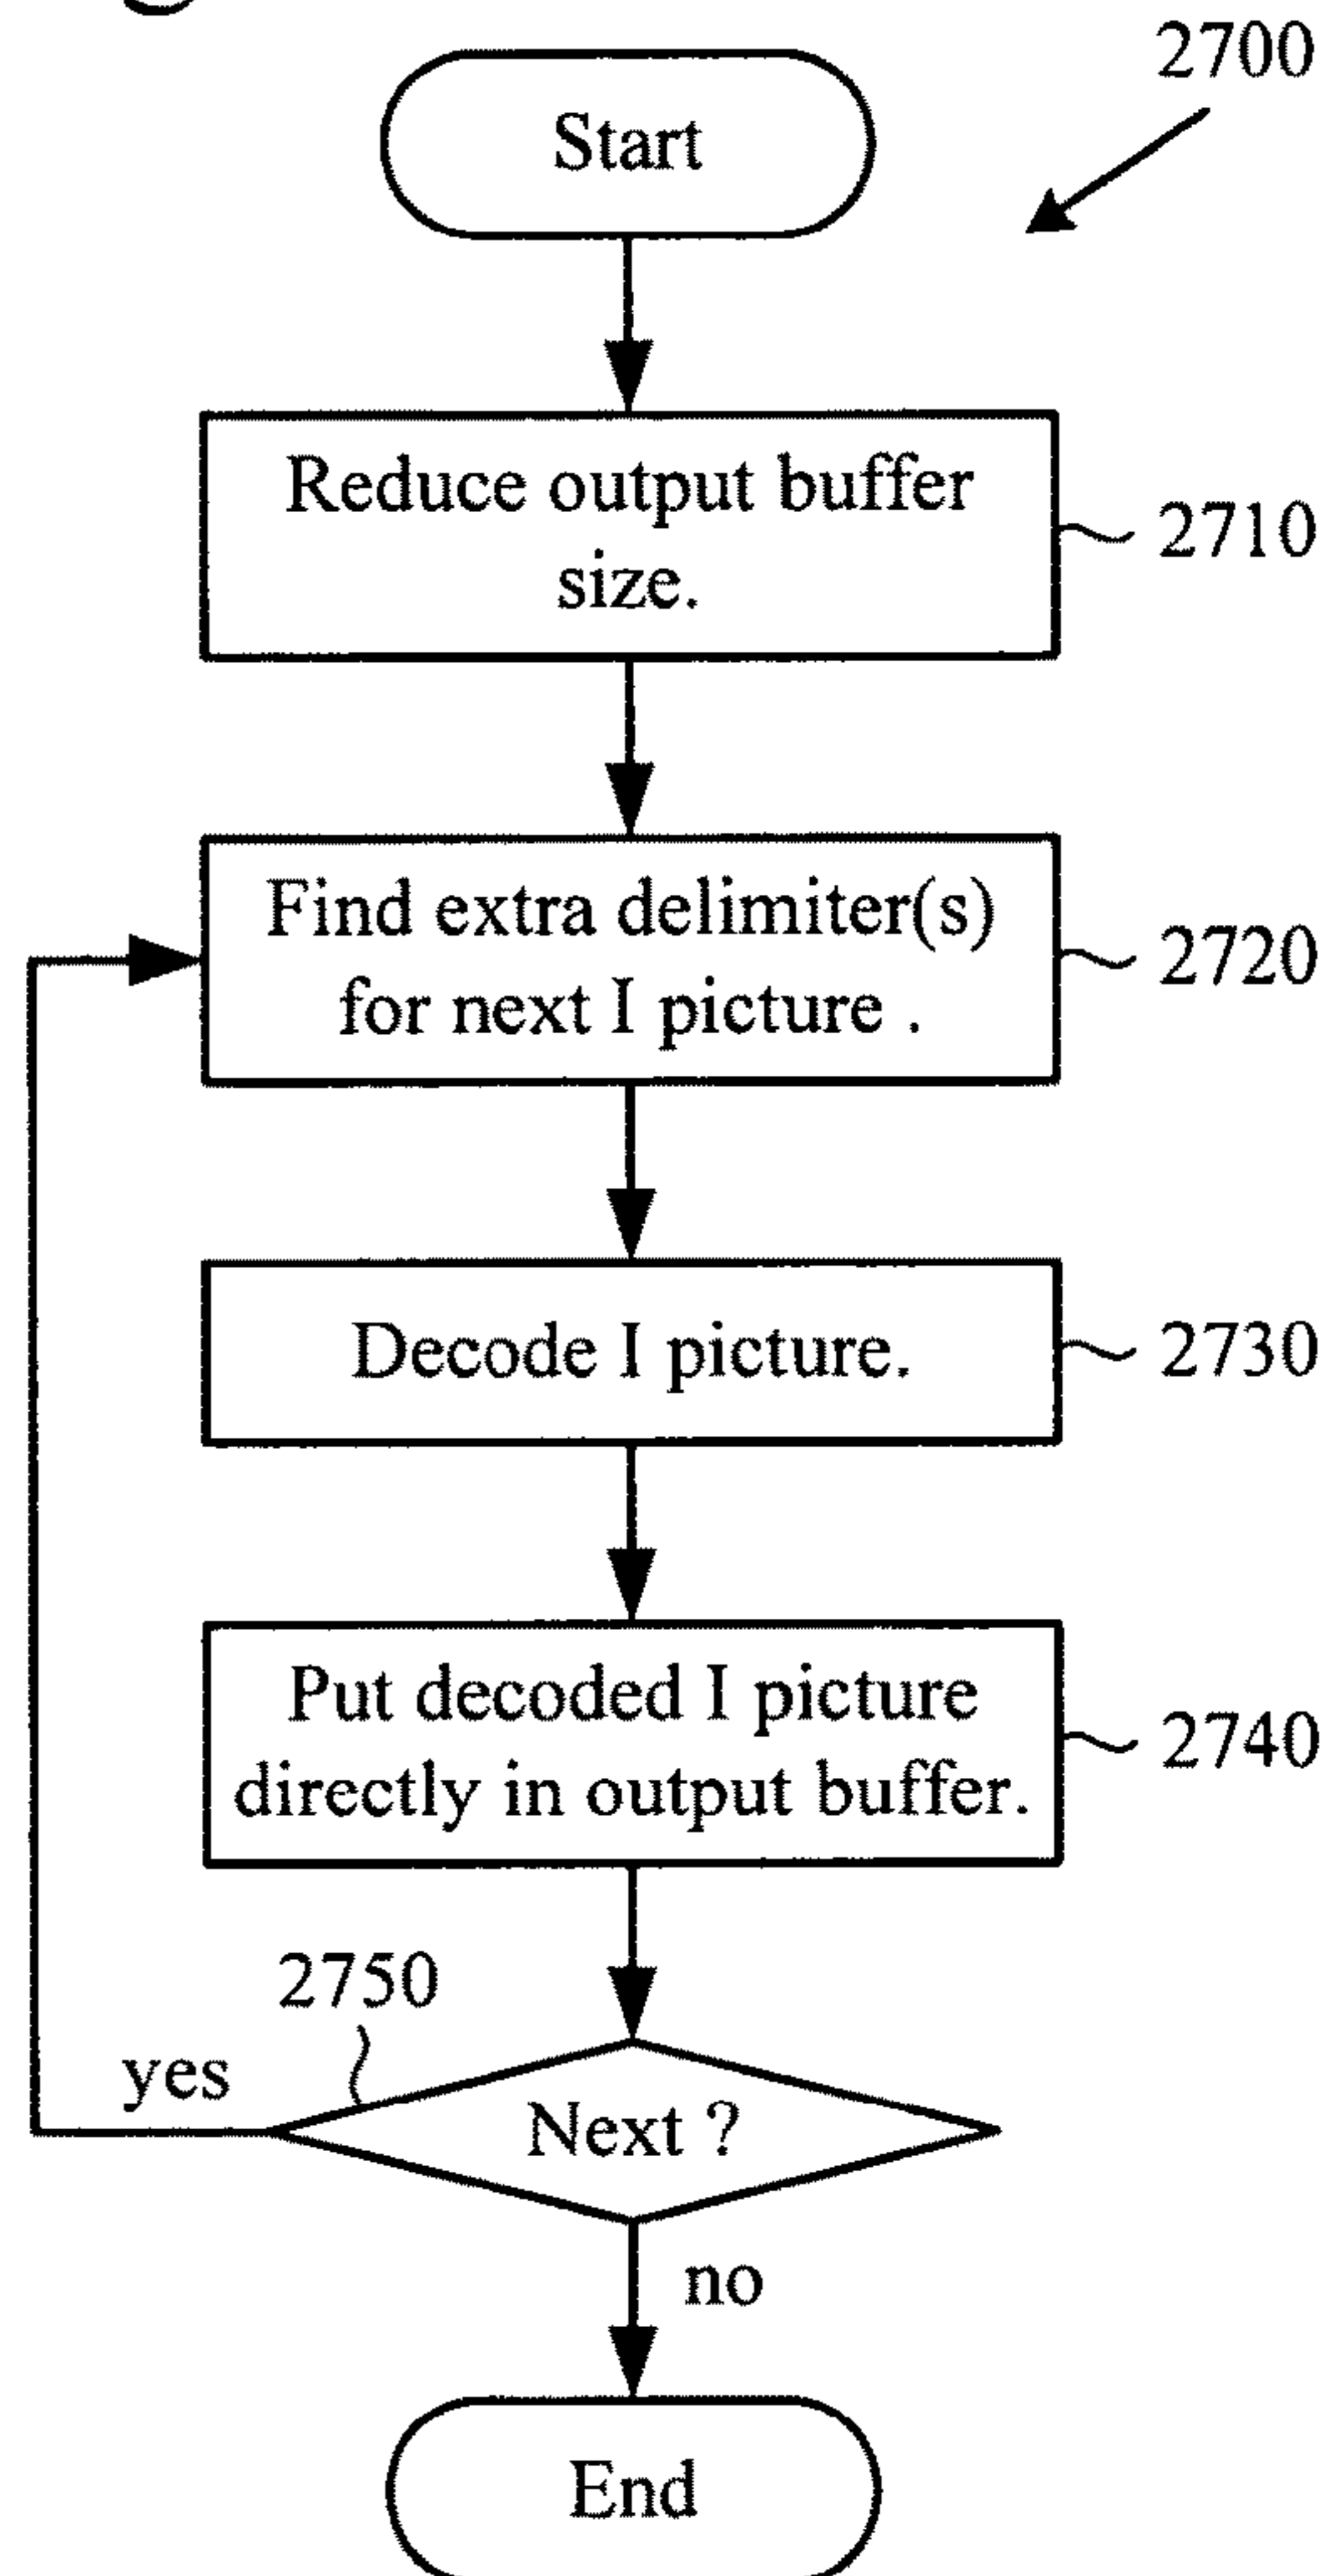 2700
Start
Reduce output buffer
size.
2710
Find extra delimiter(s)
for next I picture .
2720
Decode I picture.
2730
Put decoded I picture
directly in output buffer.
2740
2750
yes
Next ?
no
End